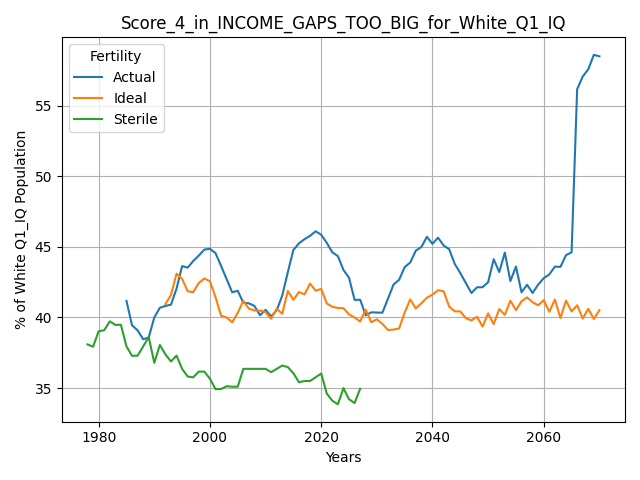 Score_4_in_INCOME_GAPS_TOO_BIG_for_White_Q1_IQ
Fertility
Actual
Ideal
Sterile
% of White Q1_IQ Population
55
50
45
40
35
1980
2000
2020
2040
2060
Years